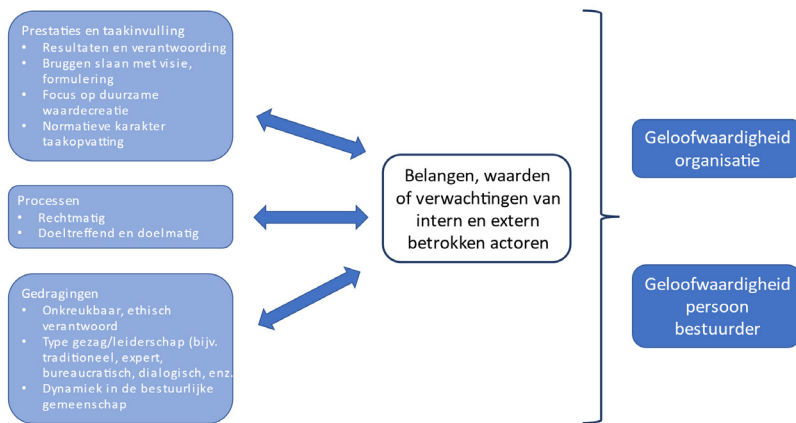 Prestaties en taakinvulling
• Resultaten en verantwoording
• Bruggen slaan met visie,
formulering
• Focus op duurzame
waardecreatie
• Normatieve karakter
taakopvatting
Processen
• Rechtmatig
• Doeltreffend en doelmatig
Gedragingen
• Onkreukbaar, ethisch
verantwoord
• Type gezag/leiderschap (bijv.
traditioneel, expert,
bureaucratisch, dialogisch, enz.
• Dynamiek in de bestuurlijke
gemeenschap
Belangen, waarden
of verwachtingen van
intern en extern
betrokken actoren
Geloofwaardigheid
organisatie
Geloofwaardigheid
persoon
bestuurder